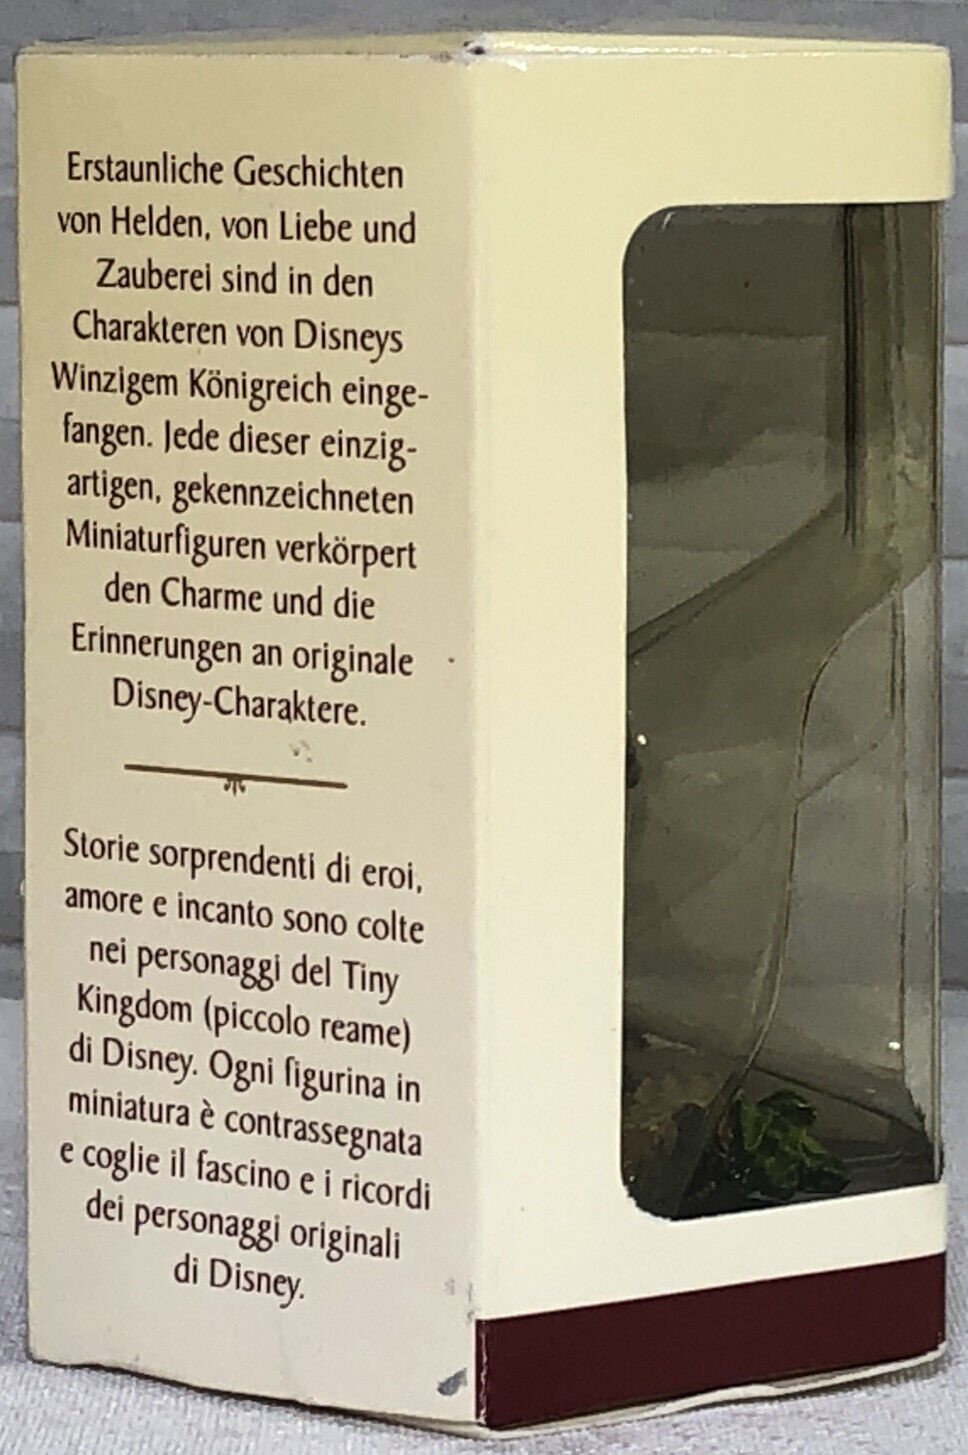 Erstaunliche Geschichten
von Helden, von Liebe und
Zauberei sind in den
Charakteren von Disneys
Winzigem Königreich einge-
fangen. Jede dieser einzig-
artigen, gekennzeichneten
Miniaturfiguren verkörpert
den Charme und die
Erinnerungen an originale
Disney-Charaktere.
Storie sorprendenti di eroi,
amore e incanto sono colte
nei personaggi del Tiny
Kingdom (piccolo reame)
di Disney. Ogni figurina in
miniatura è contrassegnata
e coglie il fascino e i ricordi
dei personaggi originali
di Disney.